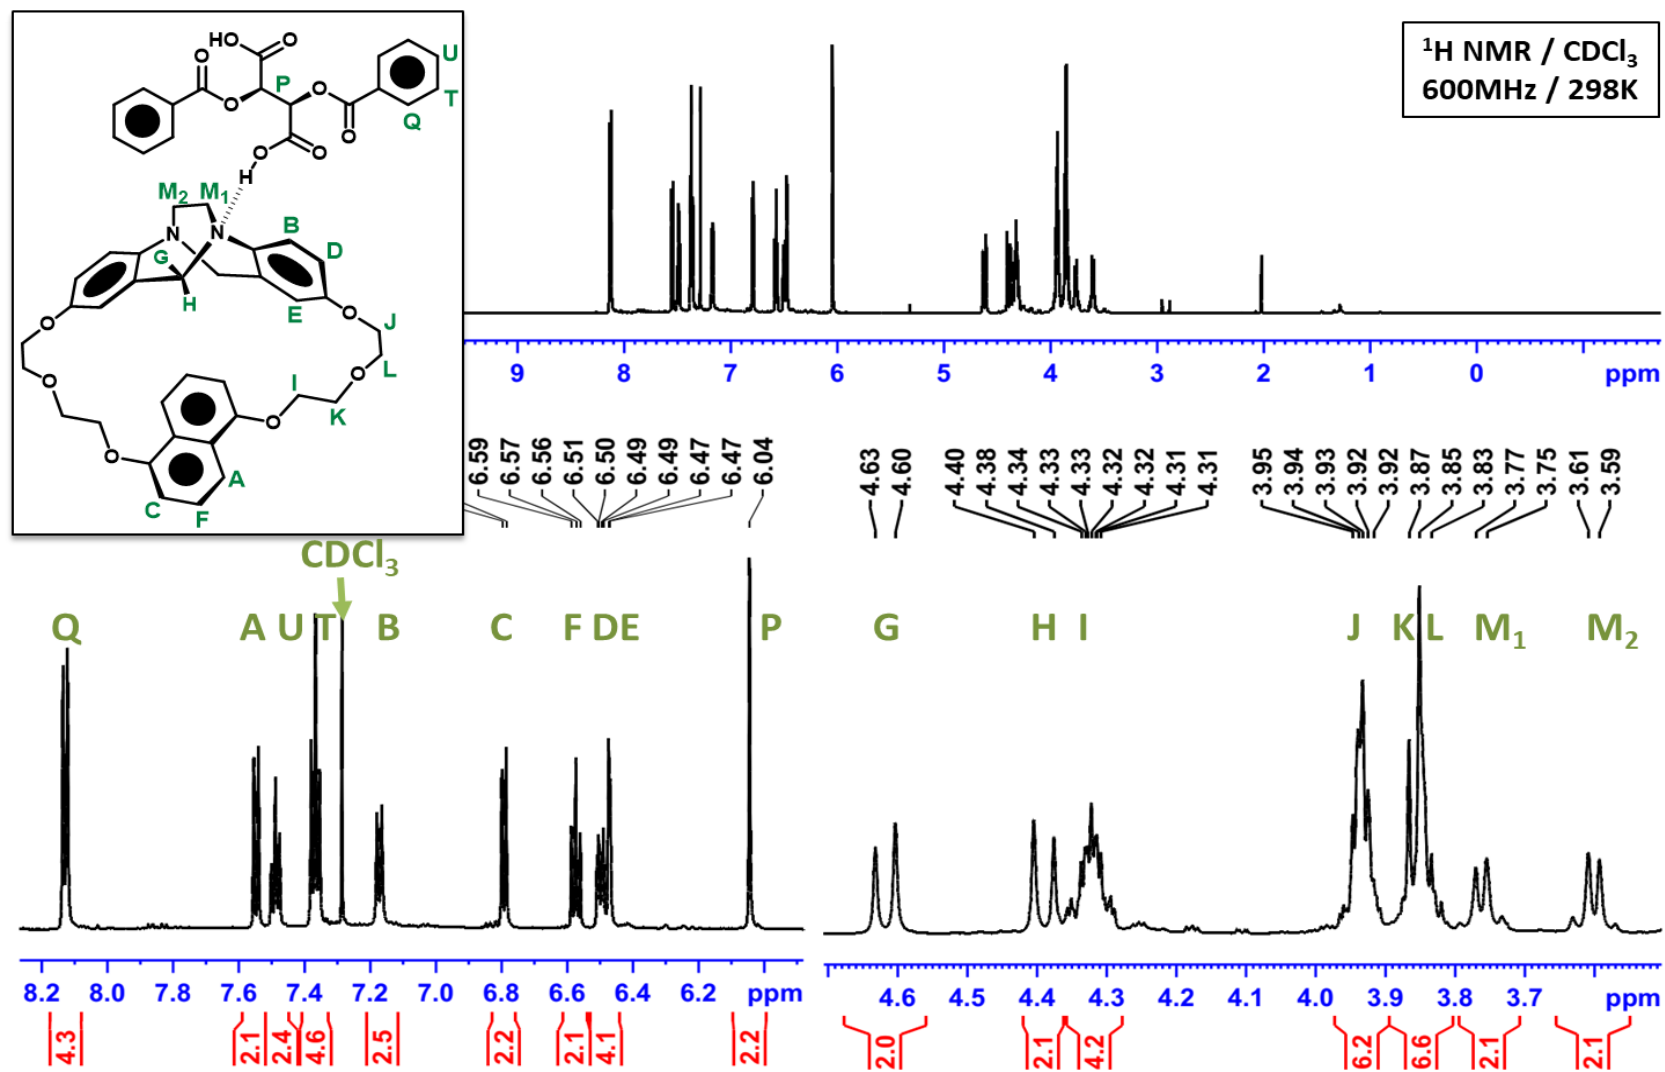 HO O
O
P O U
O T
Q
O
O O
H
M2 M1
N N B
G D
H E
O O J
O O L
I
K
O
O
A
C
F
¹H NMR / CDCl₃
600MHz / 298K
9 8 7 6 5 4 3 2 1 0 ppm
6.59 6.57 6.56 6.51 6.50 6.49 6.49 6.47 6.47 6.04
4.63 4.60 4.40 4.38 4.34 4.33 4.33 4.32 4.32 4.31 4.31 3.95 3.94 3.93 3.92 3.92 3.87 3.85 3.83 3.77 3.75 3.61 3.59
CDCl₃
Q A U T B C F D E P
G H I J K L M₁ M₂
8.2 8.0 7.8 7.6 7.4 7.2 7.0 6.8 6.6 6.4 6.2 ppm
4.6 4.5 4.4 4.3 4.2 4.1 4.0 3.9 3.8 3.7 ppm
4.3 2.1 2.4 4.6 2.5 2.2 2.1 4.1 2.2
2.0 2.1 4.2 6.2 6.6 2.1 2.1